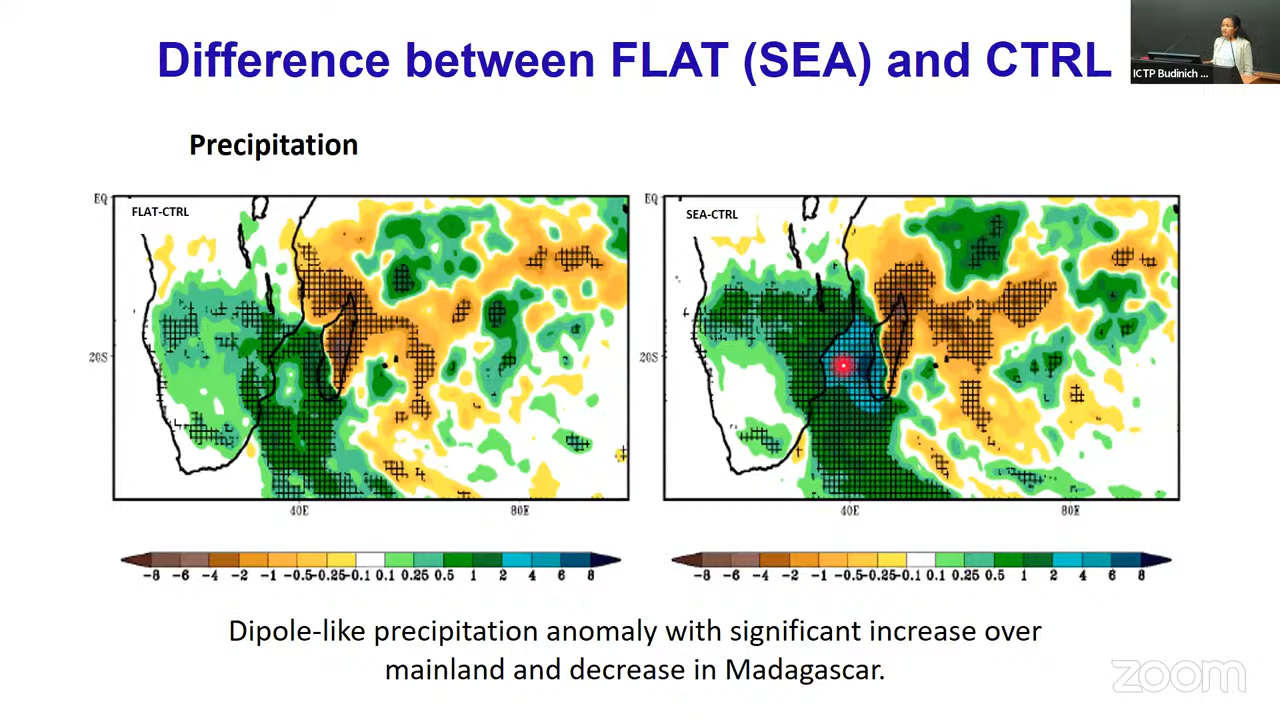 Difference between FLAT (SEA) and CTRL
ICTP Budinich ...
Precipitation
EQ
FLAT-CTRL
20S
40E
80E
EQ
SEA-CTRL
20S
40E
80E
-8 -6 -4 -2 -1 -0.5 -0.25 -0.1 0.1 0.25 0.5 1 2 4 6 8
-8 -6 -4 -2 -1 -0.5 -0.25 -0.1 0.1 0.25 0.5 1 2 4 6 8
Dipole-like precipitation anomaly with significant increase over
mainland and decrease in Madagascar.
zoom